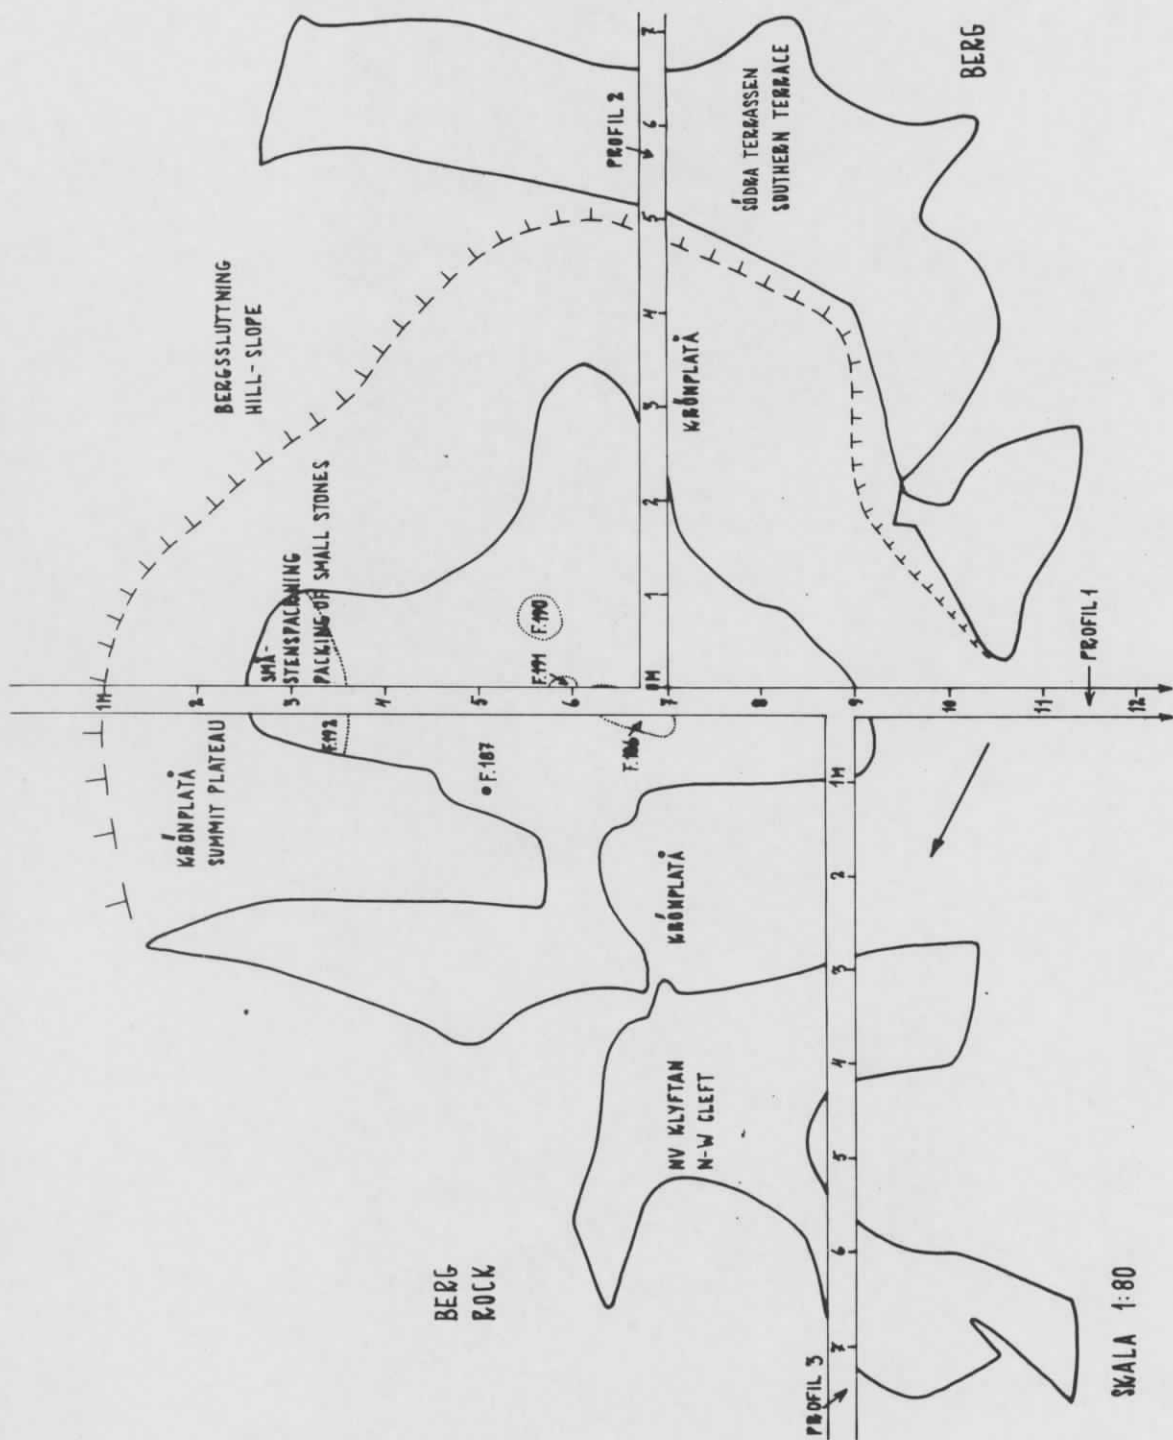 BERG
SÖDRA TERRASSEN
SOUTHERN TERRACE
PROFIL 2
BERGSSLUTTNING
HILL-SLOPE
KRÖNPLATÅ
SMÅ-
STENSPACKNING
PACKING OF SMALL STONES
F.190
F.191
F.192
F.187
F.186
KRÖNPLATÅ
SUMMIT PLATEAU
KRÖNPLATÅ
NV KLYFTAN
N-W CLEFT
BERG
ROCK
PROFIL 1
PROFIL 3
SKALA 1:80
0M 1 2 3 4 5 6 7
1M 2 3 4 5 6 7 8 9 10 11 12
1M 2 3 4 5 6 7